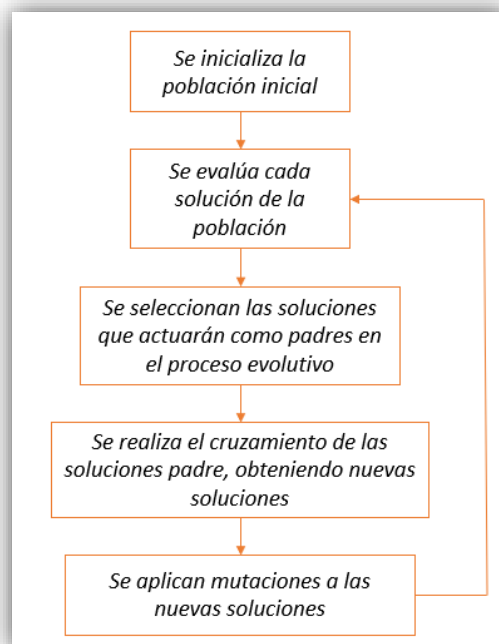 Se inicializa la
población inicial
Se evalúa cada
solución de la
población
Se seleccionan las soluciones
que actuarán como padres en
el proceso evolutivo
Se realiza el cruzamiento de las
soluciones padre, obteniendo nuevas
soluciones
Se aplican mutaciones a las
nuevas soluciones